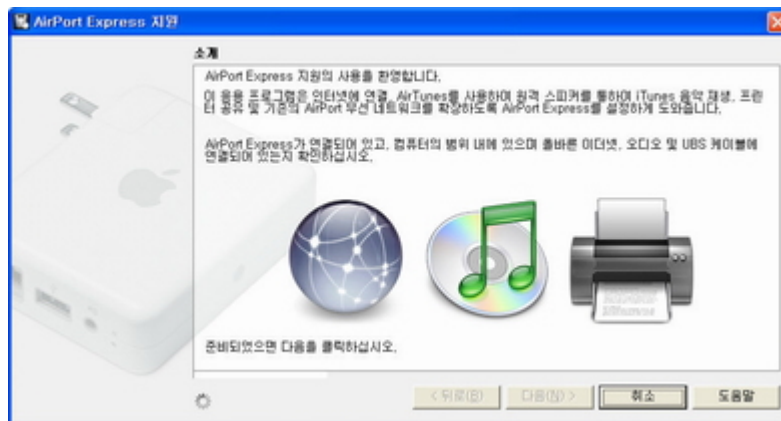 AirPort Express 지원
소개
AirPort Express 지원의 사용을 환영합니다.
이 응용 프로그램은 인터넷에 연결, AirTunes를 사용하여 원격 스피커를 통하여 iTunes 음악 재생, 프린
터 공유 및 기존의 AirPort 무선 네트워크를 확장하도록 AirPort Express를 설정하게 도와줍니다.
AirPort Express가 연결되어 있고, 컴퓨터의 범위 내에 있으며 올바른 이더넷, 오디오 및 UBS 케이블에
연결되어 있는지 확인하십시오.
준비되었으면 다음을 클릭하십시오.
< 뒤로(B)
다음(N) >
취소
도움말